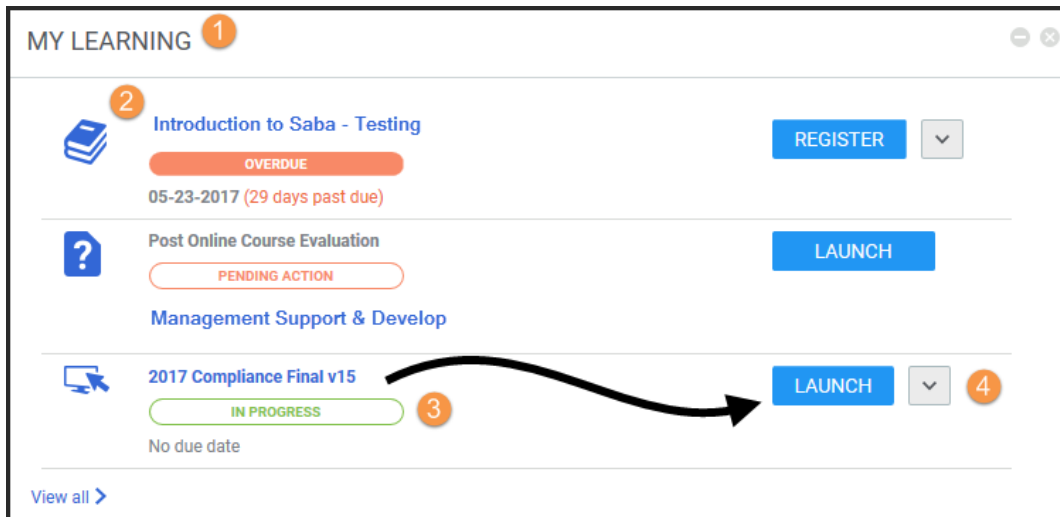 MY LEARNING 1
2
Introduction to Saba - Testing
REGISTER
OVERDUE
05-23-2017 (29 days past due)
?
Post Online Course Evaluation
LAUNCH
PENDING ACTION
Management Support & Develop
2017 Compliance Final v15
LAUNCH 4
IN PROGRESS 3
No due date
View all